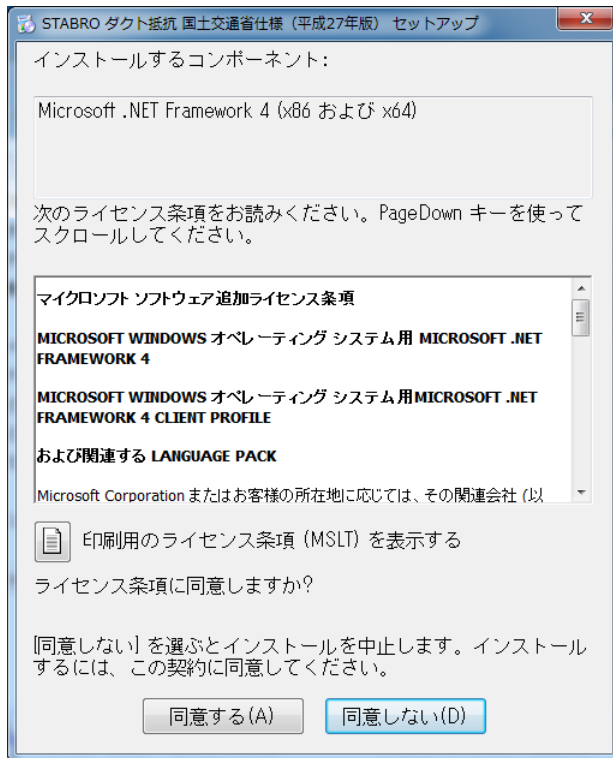 STABRO ダクト抵抗 国土交通省仕様（平成27年版） セットアップ
インストールするコンポーネント:
Microsoft .NET Framework 4 (x86 および x64)
次のライセンス条項をお読みください。PageDown キーを使って
スクロールしてください。
マイクロソフト ソフトウェア追加ライセンス条項
MICROSOFT WINDOWS オペレーティング システム用 MICROSOFT .NET
FRAMEWORK 4
MICROSOFT WINDOWS オペレーティング システム用MICROSOFT .NET
FRAMEWORK 4 CLIENT PROFILE
および関連する LANGUAGE PACK
Microsoft Corporation またはお客様の所在地に応じては、その関連会社 (以
印刷用のライセンス条項 (MSLT) を表示する
ライセンス条項に同意しますか?
[同意しない] を選ぶとインストールを中止します。インストール
するには、この契約に同意してください。
同意する(A)
同意しない(D)